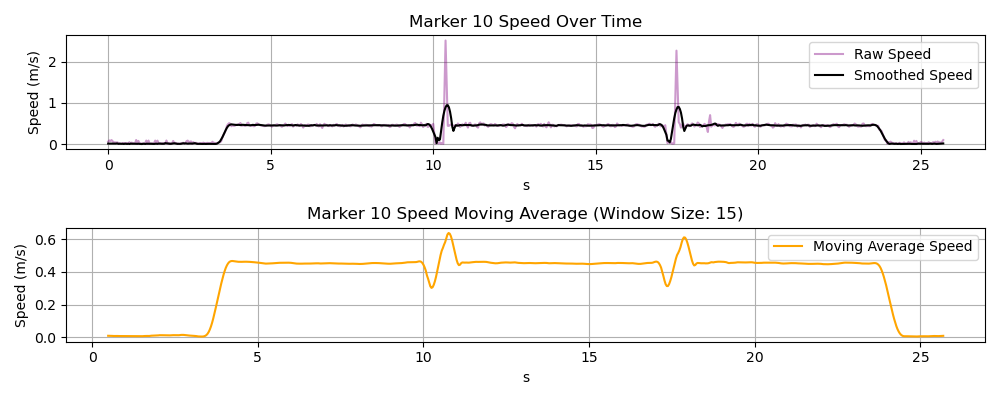 Marker 10 Speed Over Time
Speed (m/s)
2
1
0
Raw Speed
Smoothed Speed
0 5 10 15 20 25
s
Marker 10 Speed Moving Average (Window Size: 15)
Speed (m/s)
0.6
0.4
0.2
0.0
Moving Average Speed
0 5 10 15 20 25
s